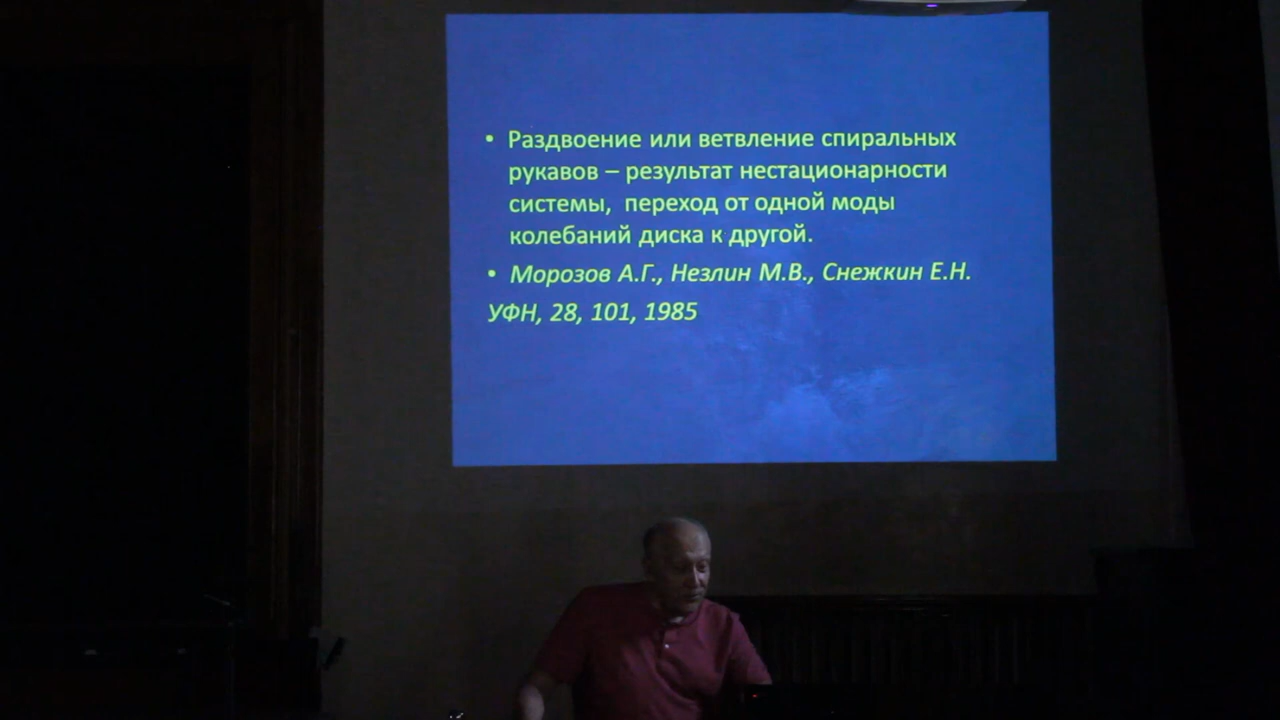 • Раздвоение или ветвление спиральных
рукавов – результат нестационарности
системы, переход от одной моды
колебаний диска к другой.
• Морозов А.Г., Незлин М.В., Снежкин Е.Н.
УФН, 28, 101, 1985